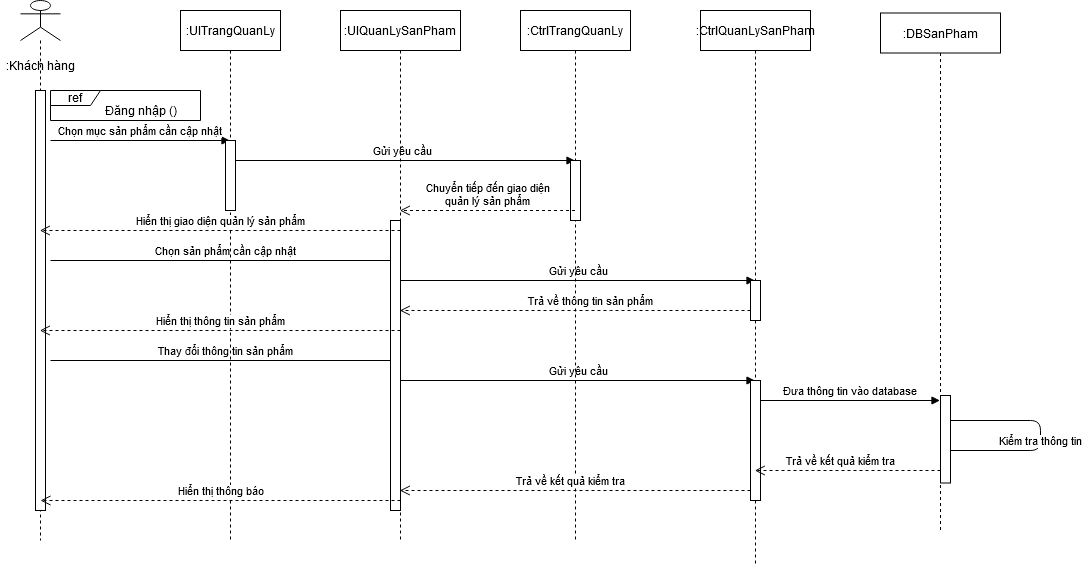 :UITrangQuanLy
:UIQuanLySanPham
:CtrlTrangQuanLy
:CtrlQuanLySanPham
:DBSanPham
:Khách hàng
ref
Đăng nhập ()
Chọn mục sản phẩm cần cập nhật
Gửi yêu cầu
Chuyển tiếp đến giao diện
quản lý sản phẩm
Hiển thị giao diện quản lý sản phẩm
Chọn sản phẩm cần cập nhật
Gửi yêu cầu
Trả về thông tin sản phẩm
Hiển thị thông tin sản phẩm
Thay đổi thông tin sản phẩm
Gửi yêu cầu
Đưa thông tin vào database
Kiểm tra thông tin
Trả về kết quả kiểm tra
Trả về kết quả kiểm tra
Hiển thị thông báo